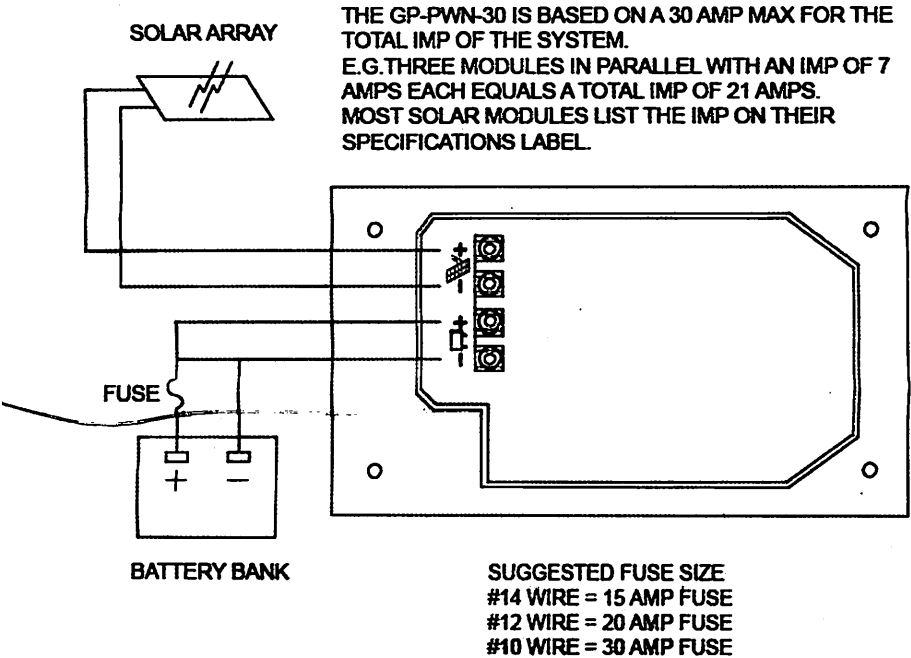 SOLAR ARRAY
THE GP-PWN-30 IS BASED ON A 30 AMP MAX FOR THE
TOTAL IMP OF THE SYSTEM.
E.G.THREE MODULES IN PARALLEL WITH AN IMP OF 7
AMPS EACH EQUALS A TOTAL IMP OF 21 AMPS.
MOST SOLAR MODULES LIST THE IMP ON THEIR
SPECIFICATIONS LABEL.
+
-
+
-
FUSE
+ -
BATTERY BANK
SUGGESTED FUSE SIZE
#14 WIRE = 15 AMP FUSE
#12 WIRE = 20 AMP FUSE
#10 WIRE = 30 AMP FUSE